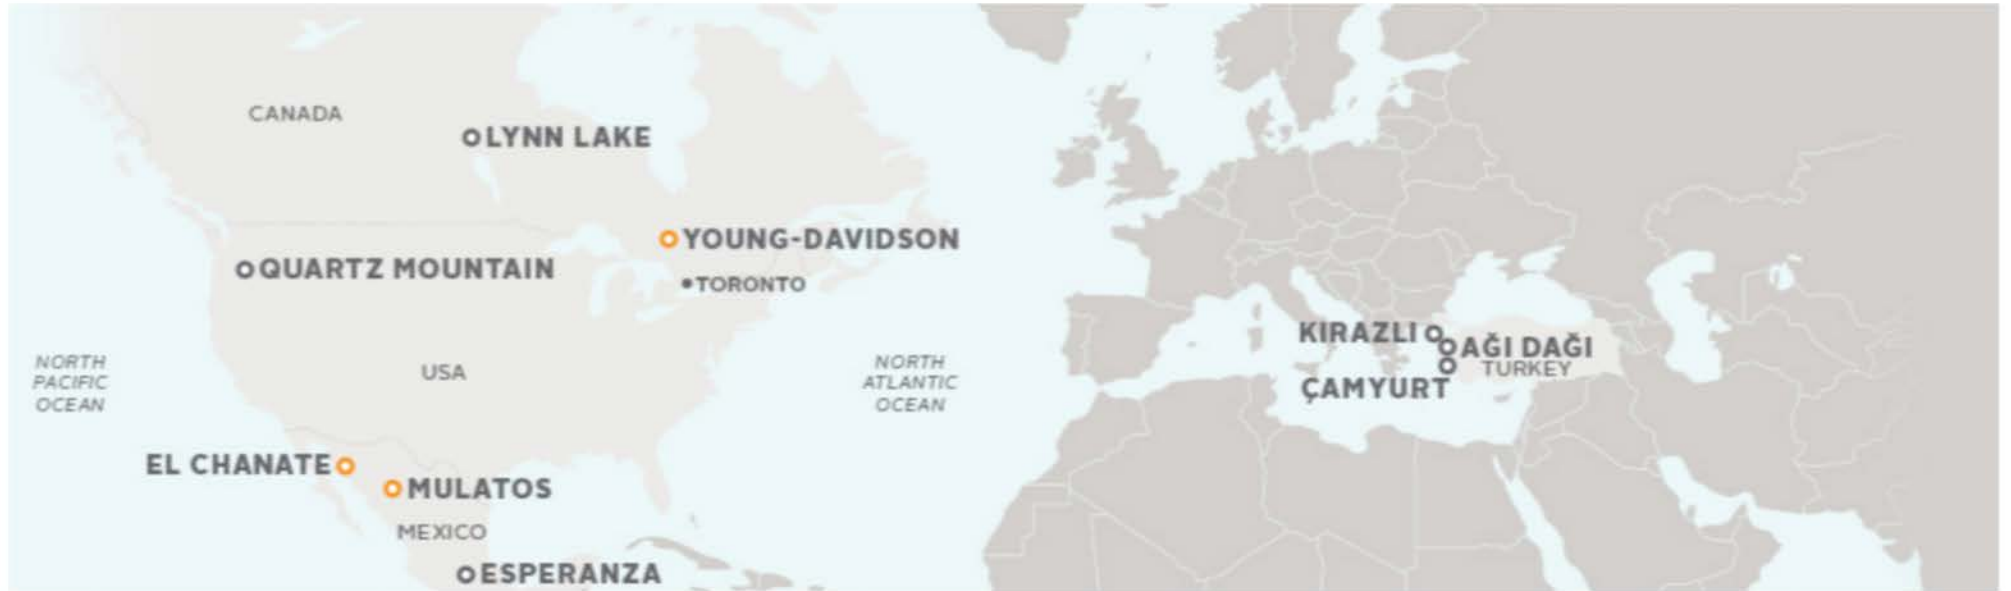 CANADA
LYNN LAKE
YOUNG-DAVIDSON
QUARTZ MOUNTAIN
TORONTO
KIRAZLI
AĞI DAĞI
TURKEY
ÇAMYURT
NORTH
PACIFIC
OCEAN
USA
NORTH
ATLANTIC
OCEAN
EL CHANATE
MULATOS
MEXICO
ESPERANZA